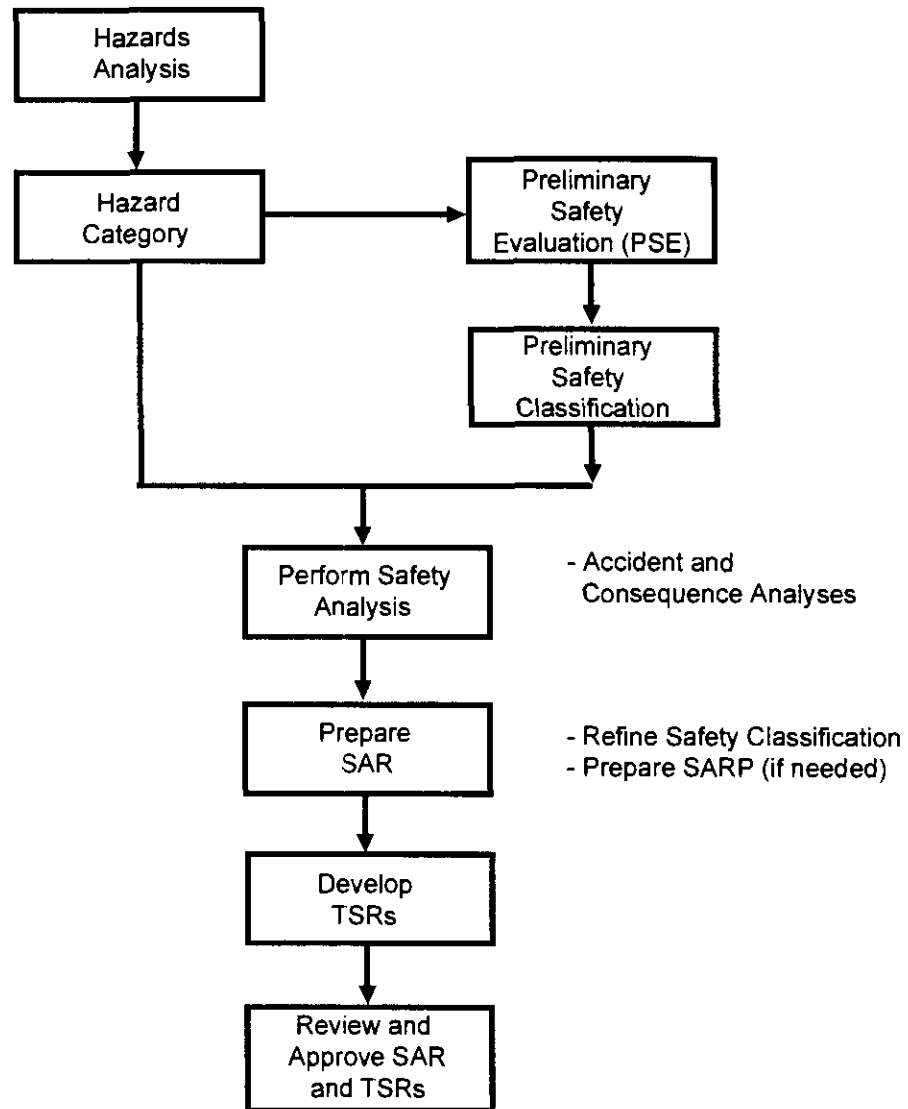 Hazards
Analysis
Hazard
Category
Preliminary
Safety
Evaluation (PSE)
Preliminary
Safety
Classification
Perform Safety
Analysis
- Accident and
Consequence Analyses
Prepare
SAR
- Refine Safety Classification
- Prepare SARP (if needed)
Develop
TSRs
Review and
Approve SAR
and TSRs